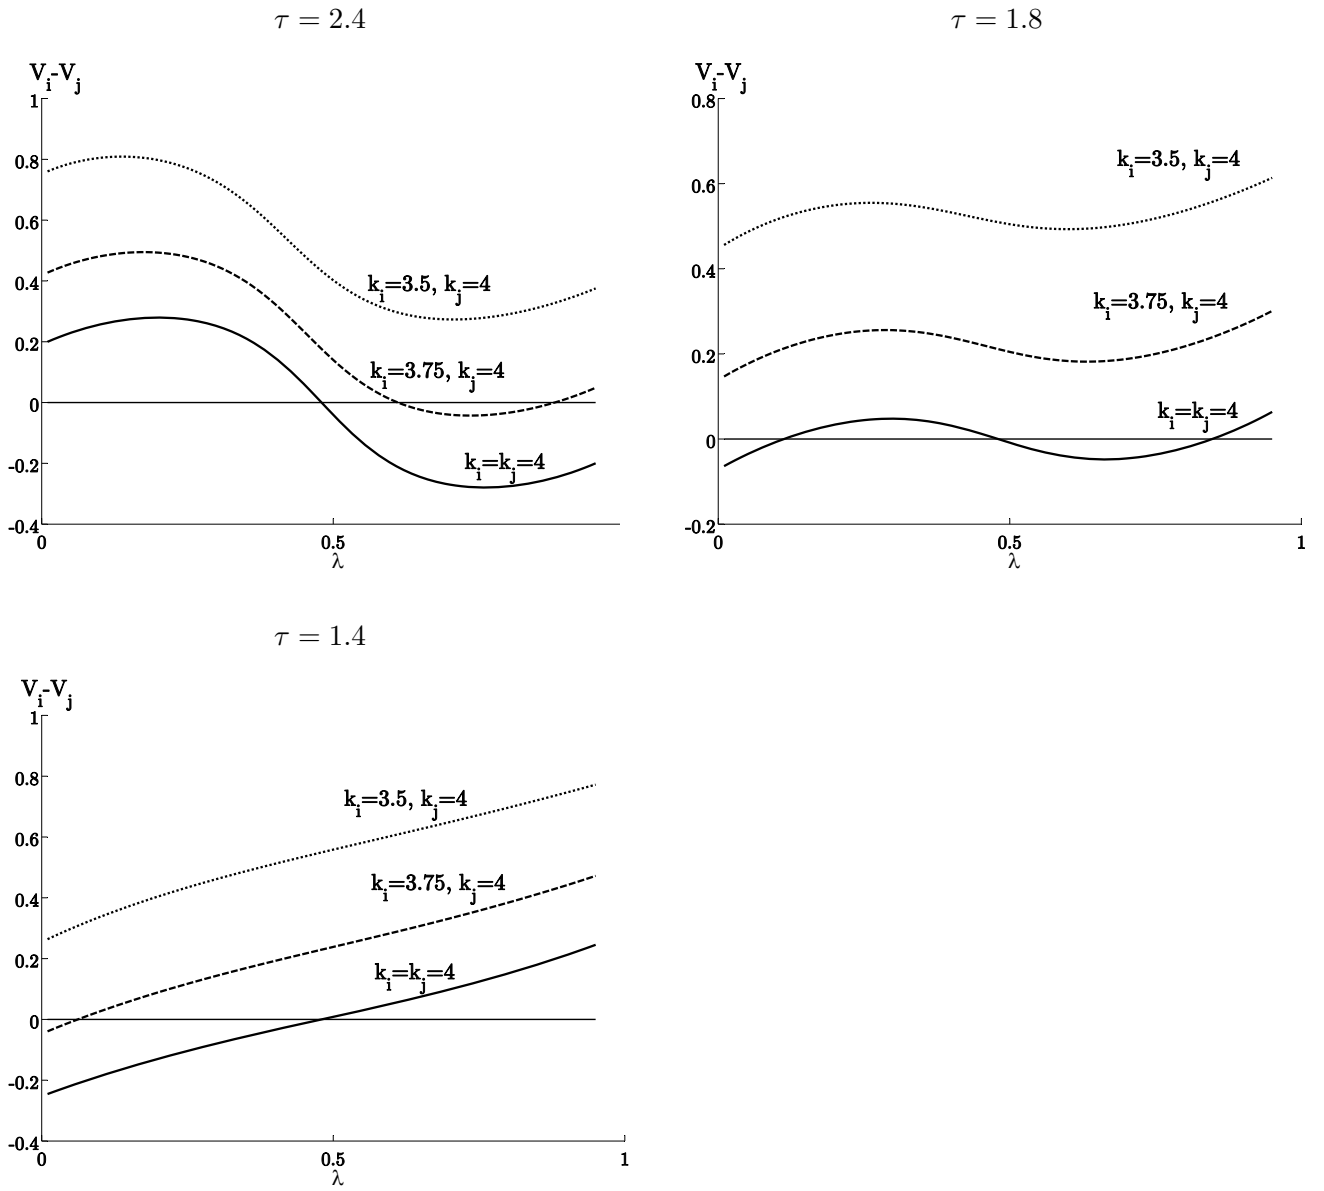 τ = 2.4
V_i-V_j
1
0.8
0.6
0.4
0.2
0
-0.2
-0.4
k_i=3.5, k_j=4
k_i=3.75, k_j=4
k_i=k_j=4
0 0.5
λ
τ = 1.8
V_i-V_j
0.8
0.6
0.4
0.2
0
-0.2
k_i=3.5, k_j=4
k_i=3.75, k_j=4
k_i=k_j=4
0 0.5 1
λ
τ = 1.4
V_i-V_j
1
0.8
0.6
0.4
0.2
0
-0.2
-0.4
k_i=3.5, k_j=4
k_i=3.75, k_j=4
k_i=k_j=4
0 0.5 1
λ